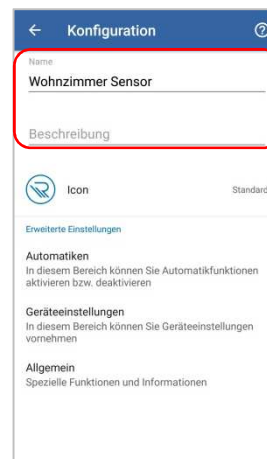 Konfiguration
Name
Wohnzimmer Sensor
Beschreibung
Icon
Standard
Erweiterte Einstellungen
Automatiken
In diesem Bereich können Sie Automatikfunktionen
aktivieren bzw. deaktivieren
Geräteeinstellungen
In diesem Bereich können Sie Geräteeinstellungen
vornehmen
Allgemein
Spezielle Funktionen und Informationen